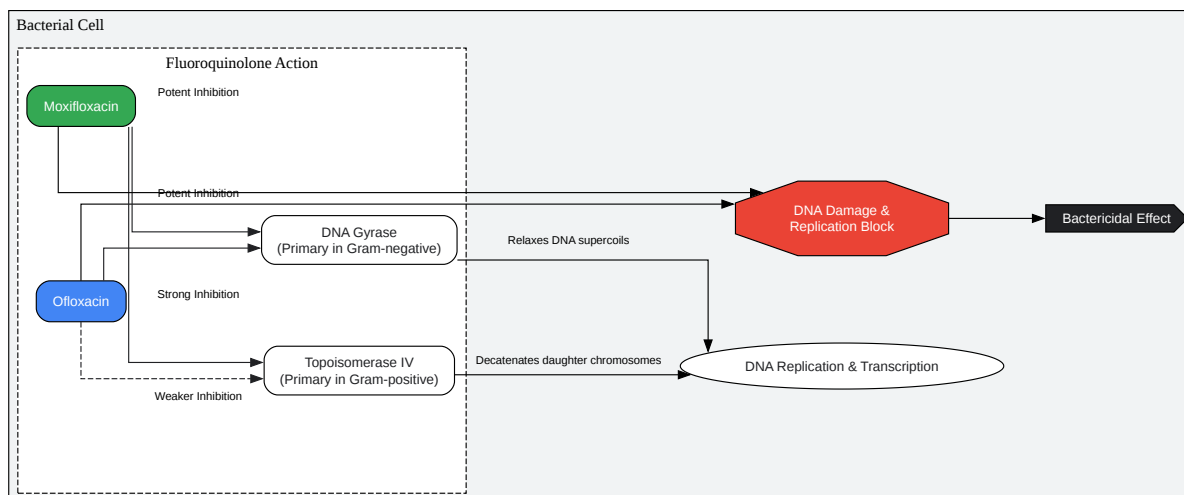 Bacterial Cell
Fluoroquinolone Action
Potent Inhibition
Moxifloxacin
Potent Inhibition
DNA Damage &
Replication Block
Bactericidal Effect
DNA Gyrase
(Primary in Gram-negative)
Relaxes DNA supercoils
Ofloxacin
Strong Inhibition
Topoisomerase IV
(Primary in Gram-positive)
Decatenates daughter chromosomes
DNA Replication & Transcription
Weaker Inhibition